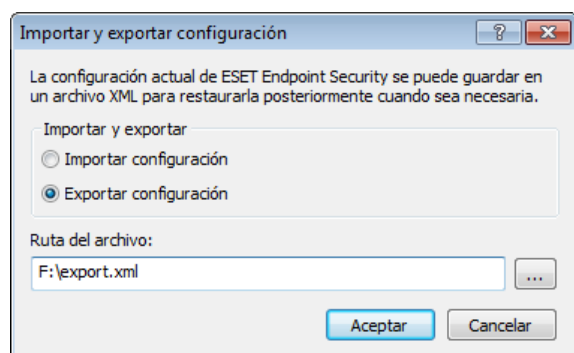 Importar y exportar configuración
?
La configuración actual de ESET Endpoint Security se puede guardar en
un archivo XML para restaurarla posteriormente cuando sea necesaria.
Importar y exportar
Importar configuración
Exportar configuración
Ruta del archivo:
F:\export.xml
...
Aceptar
Cancelar